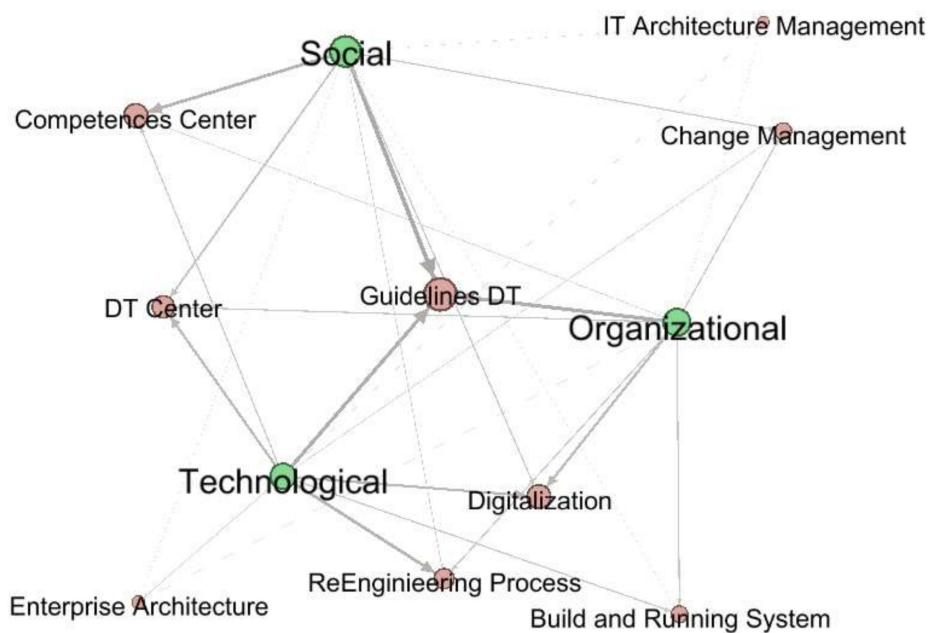 IT Architecture Management
Social
Competences Center
Change Management
Guidelines DT
DT Center
Organizational
Technological
Digitalization
ReEnginieering Process
Enterprise Architecture
Build and Running System